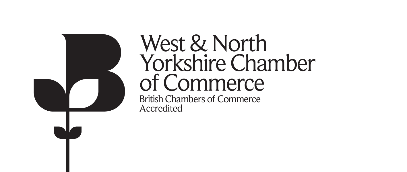 B
West & North
Yorkshire Chamber
of Commerce
British Chambers of Commerce
Accredited